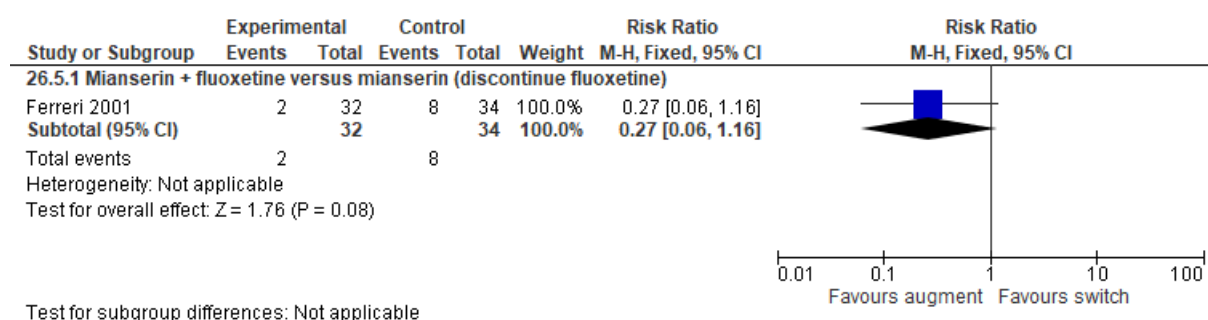 Experimental Control Risk Ratio Risk Ratio
Study or Subgroup Events Total Events Total Weight M-H, Fixed, 95% CI M-H, Fixed, 95% CI
26.5.1 Mianserin + fluoxetine versus mianserin (discontinue fluoxetine)
Ferreri 2001 2 32 8 34 100.0% 0.27 [0.06, 1.16]
Subtotal (95% CI) 32 34 100.0% 0.27 [0.06, 1.16]
Total events 2 8
Heterogeneity: Not applicable
Test for overall effect: Z = 1.76 (P = 0.08)
0.01 0.1 1 10 100
Favours augment Favours switch
Test for subgroup differences: Not applicable